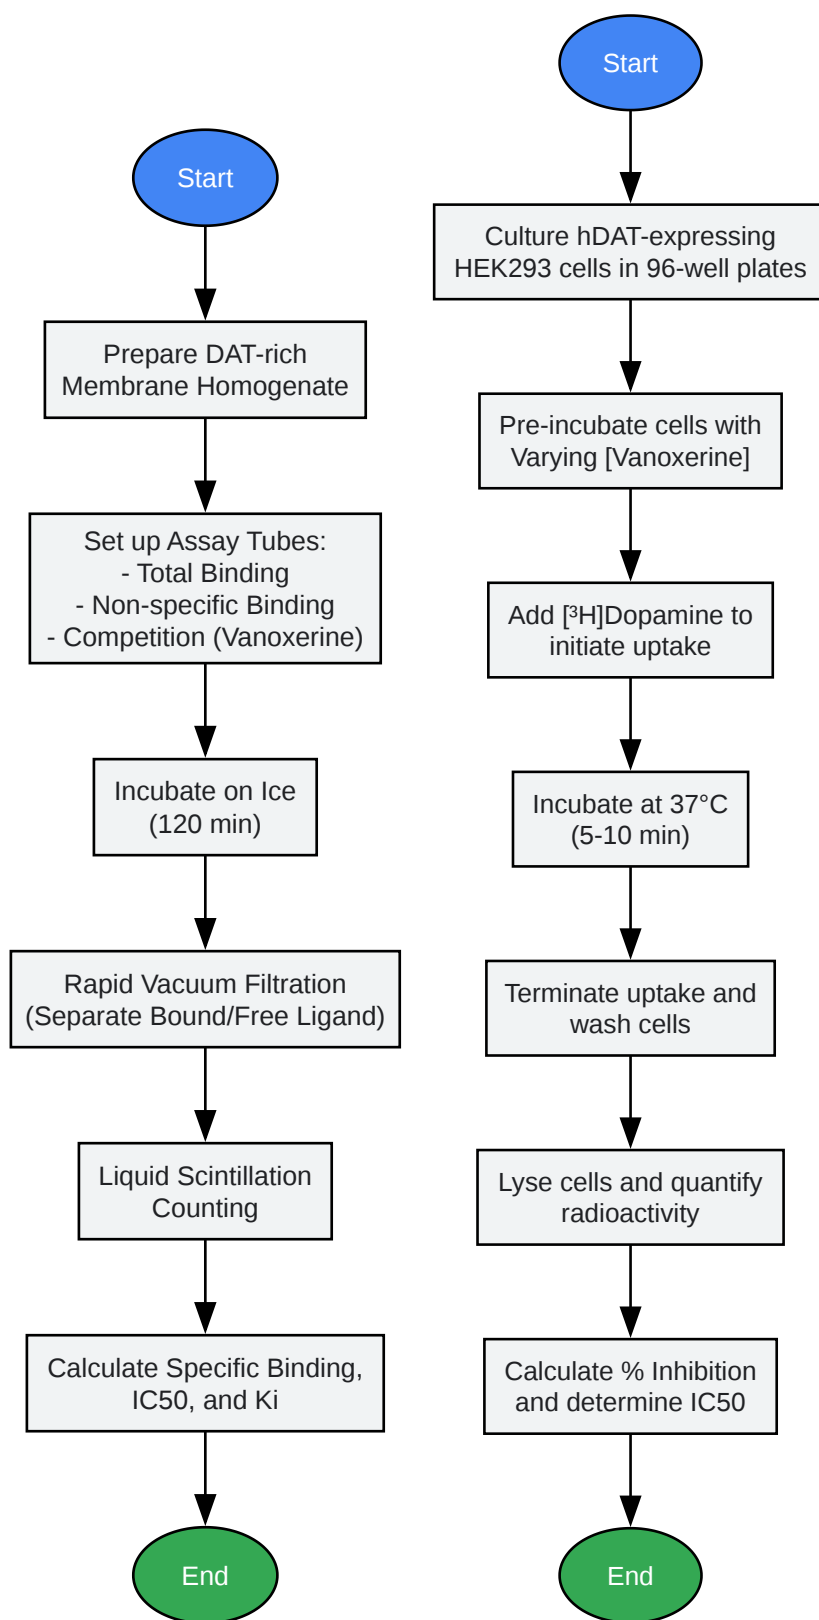 Start
Prepare DAT-rich
Membrane Homogenate
Set up Assay Tubes:
- Total Binding
- Non-specific Binding
- Competition (Vanoxerine)
Incubate on Ice
(120 min)
Rapid Vacuum Filtration
(Separate Bound/Free Ligand)
Liquid Scintillation
Counting
Calculate Specific Binding,
IC50, and Ki
End
Start
Culture hDAT-expressing
HEK293 cells in 96-well plates
Pre-incubate cells with
Varying [Vanoxerine]
Add [³H]Dopamine to
initiate uptake
Incubate at 37°C
(5-10 min)
Terminate uptake and
wash cells
Lyse cells and quantify
radioactivity
Calculate % Inhibition
and determine IC50
End